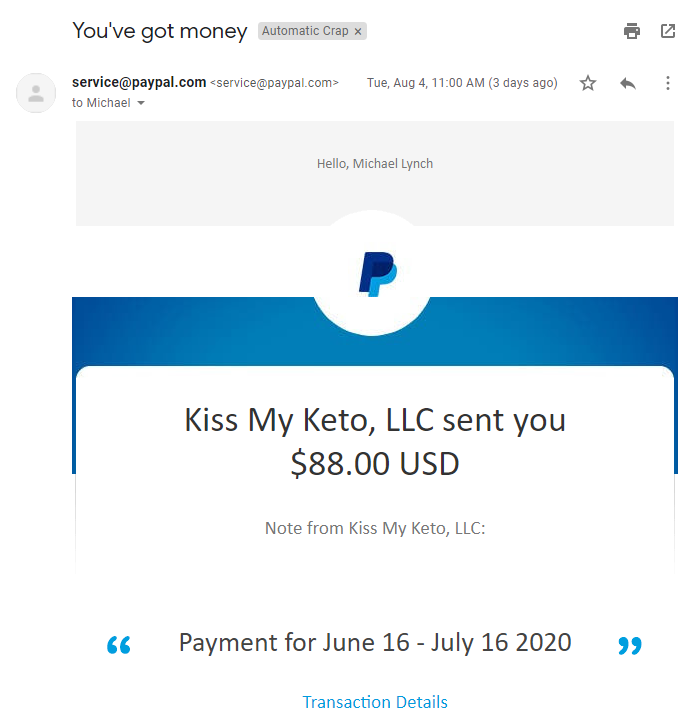 You've got money Automatic Crap ×
service@paypal.com <service@paypal.com> Tue, Aug 4, 11:00 AM (3 days ago)
to Michael
Hello, Michael Lynch
Kiss My Keto, LLC sent you
$88.00 USD
Note from Kiss My Keto, LLC:
“ Payment for June 16 - July 16 2020 ”
Transaction Details